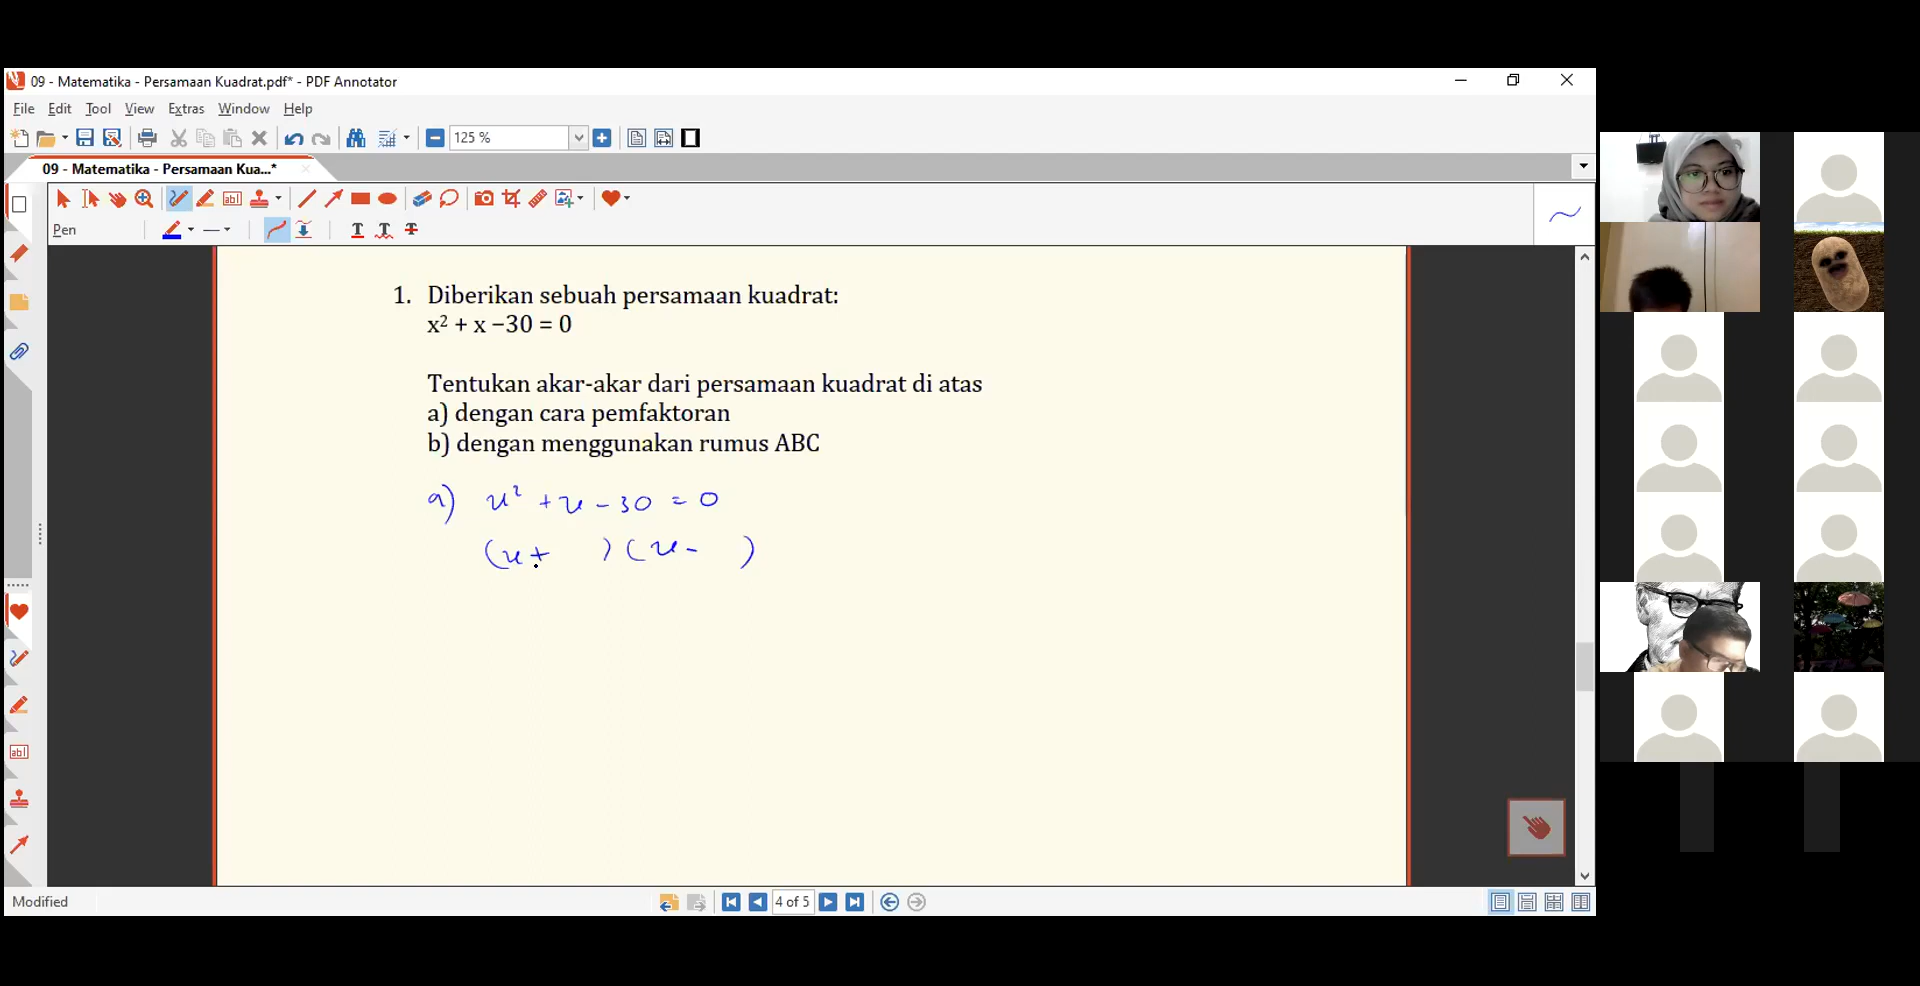 09 - Matematika - Persamaan Kuadrat.pdf* - PDF Annotator
File Edit Tool View Extras Window Help
125 %
09 - Matematika - Persamaan Kua...*
Pen
1. Diberikan sebuah persamaan kuadrat:
x² + x −30 = 0
Tentukan akar-akar dari persamaan kuadrat di atas
a) dengan cara pemfaktoran
b) dengan menggunakan rumus ABC
a) x² + x - 30 = 0
(x+ ) (x- )
Modified
4 of 5